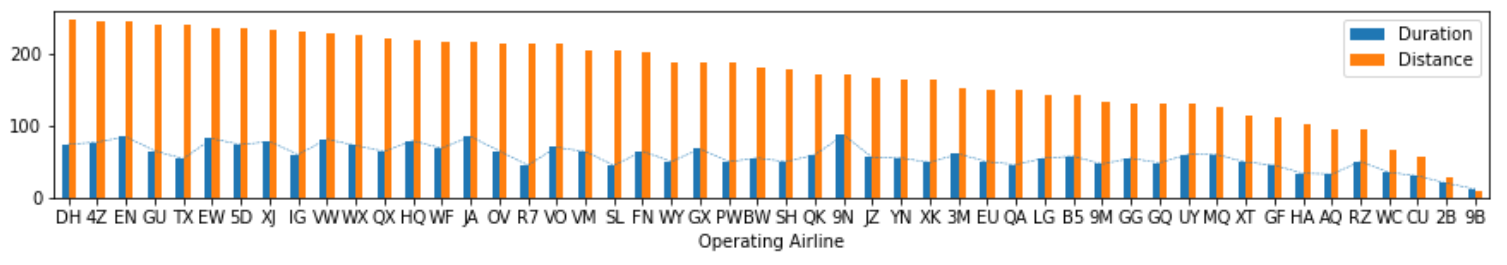 Duration
Distance
200
100
0
DH 4Z EN GU TX EW 5D XJ IG VW WX QX HQ WF JA OV R7 VO VM SL FN WY GX PW BW SH QK 9N JZ YN XK 3M EU QA LG B5 9M GG GQ UY MQ XT GF HA AQ RZ WC CU 2B 9B
Operating Airline